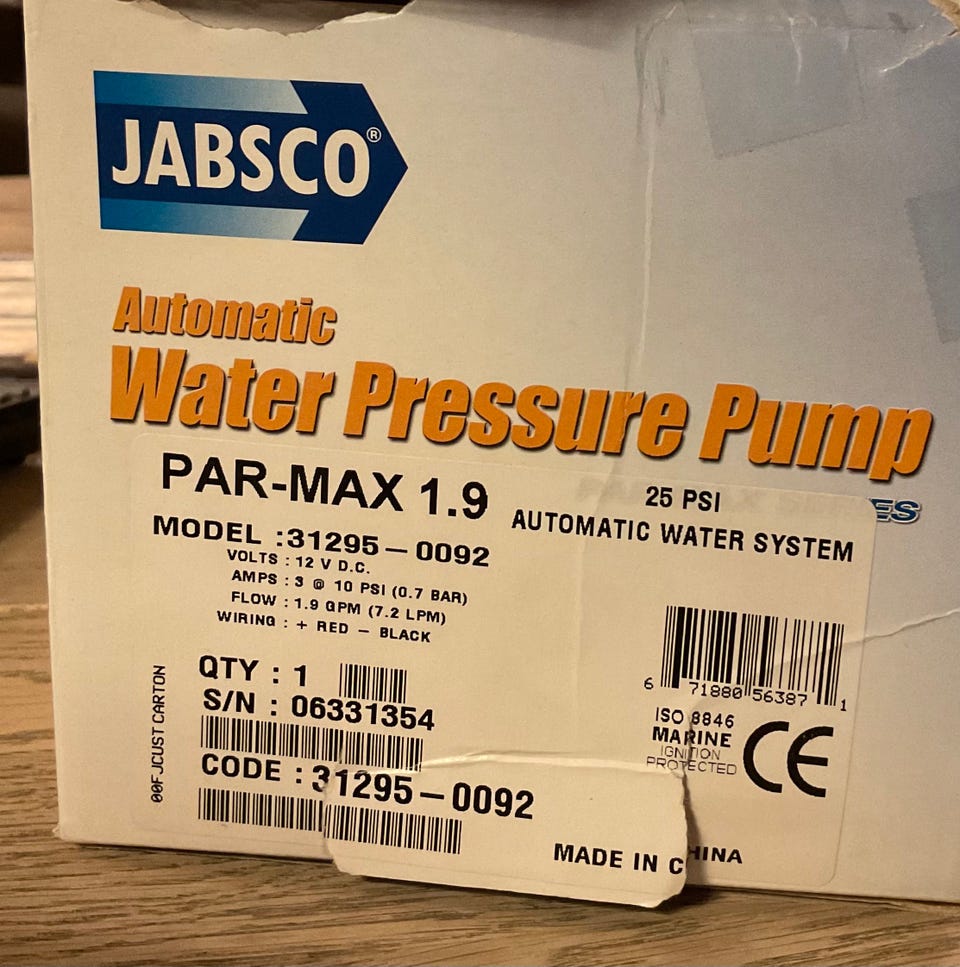 JABSCO®
Automatic
Water Pressure Pump
PAR-MAX 1.9
25 PSI
AUTOMATIC WATER SYSTEM
MODEL :31295-0092
VOLTS : 12 V D.C.
AMPS : 3 @ 10 PSI (0.7 BAR)
FLOW : 1.9 GPM (7.2 LPM)
WIRING : + RED - BLACK
QTY : 1
S/N : 06331354
CODE : 31295-0092
00FJCUST CARTON
6 71880 56387 1
ISO 8846
MARINE
IGNITION
PROTECTED
CE
MADE IN CHINA